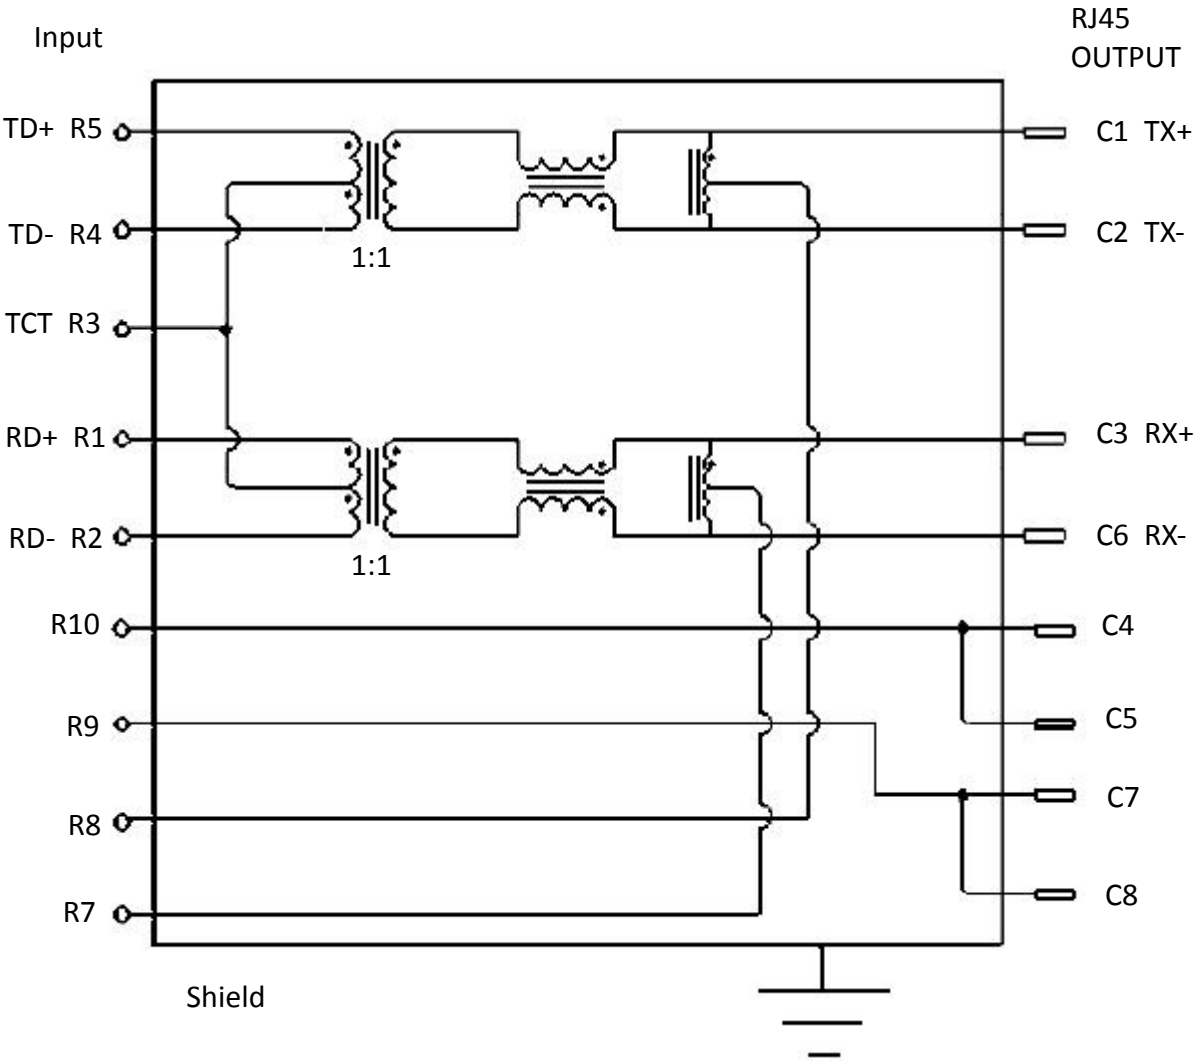 Input
RJ45
OUTPUT
TD+ R5
C1 TX+
TD- R4
C2 TX-
1:1
TCT R3
RD+ R1
C3 RX+
RD- R2
C6 RX-
1:1
R10
C4
R9
C5
C7
R8
C8
R7
Shield